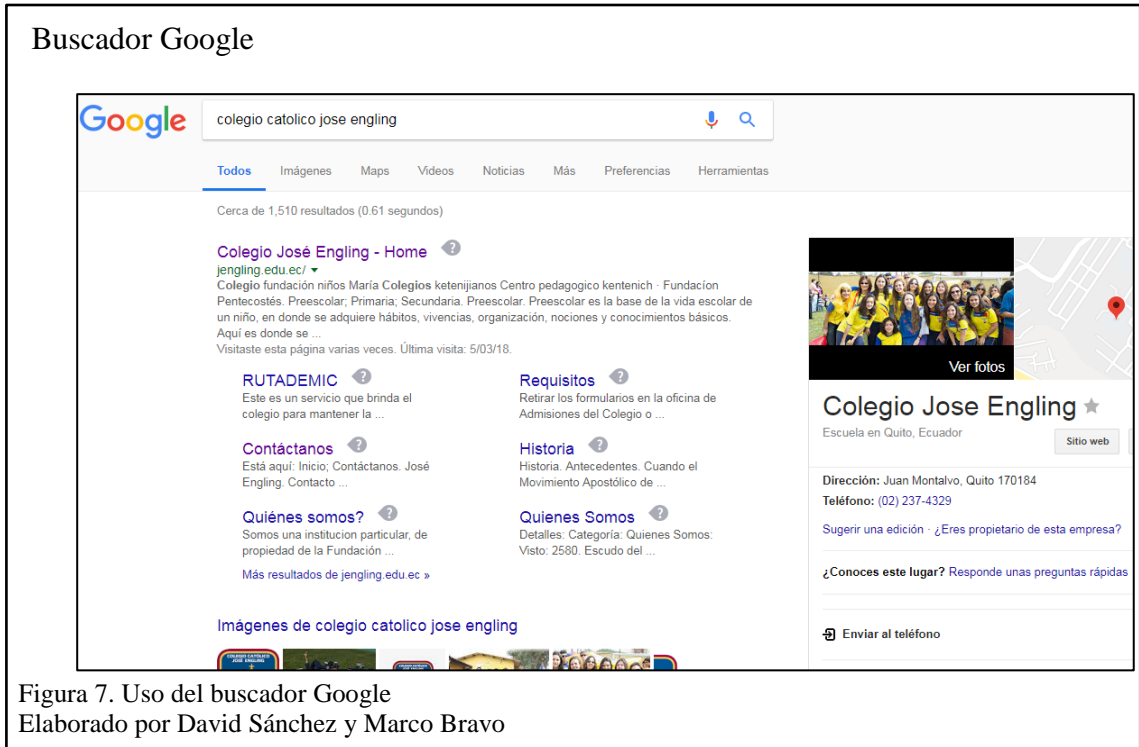 Buscador Google
Google
colegio catolico jose engling
Todos Imágenes Maps Videos Noticias Más Preferencias Herramientas
Cerca de 1,510 resultados (0.61 segundos)
Colegio José Engling - Home
jengling.edu.ec/
Colegio fundación niños María Colegios ketenijianos Centro pedagogico kentenich · Fundacíon
Pentecostés. Preescolar; Primaria; Secundaria. Preescolar. Preescolar es la base de la vida escolar de
un niño, en donde se adquiere hábitos, vivencias, organización, nociones y conocimientos básicos.
Aquí es donde se ...
Visitaste esta página varias veces. Última visita: 5/03/18.
RUTADEMIC
Este es un servicio que brinda el
colegio para mantener la ...
Requisitos
Retirar los formularios en la oficina de
Admisiones del Colegio o ...
Contáctanos
Está aquí: Inicio; Contáctanos. José
Engling. Contacto ...
Historia
Historia. Antecedentes. Cuando el
Movimiento Apostólico de ...
Quiénes somos?
Somos una institucion particular, de
propiedad de la Fundación ...
Quienes Somos
Detalles: Categoría: Quienes Somos:
Visto: 2580. Escudo del ...
Más resultados de jengling.edu.ec »
Imágenes de colegio catolico jose engling
COLEGIO CATÓLICO
JOSÉ ENGLING
Ver fotos
Colegio Jose Engling
Escuela en Quito, Ecuador
Sitio web
Dirección: Juan Montalvo, Quito 170184
Teléfono: (02) 237-4329
Sugerir una edición · ¿Eres propietario de esta empresa?
¿Conoces este lugar? Responde unas preguntas rápidas
Enviar al teléfono
Figura 7. Uso del buscador Google
Elaborado por David Sánchez y Marco Bravo